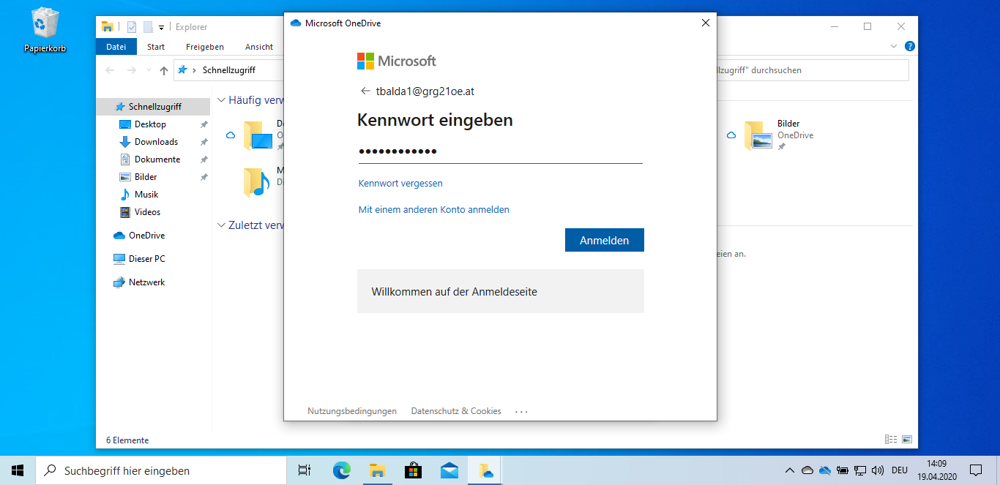 Papierkorb
Explorer
Datei Start Freigeben Ansicht
Schnellzugriff
Schnellzugriff
Desktop
Downloads
Dokumente
Bilder
Musik
Videos
OneDrive
Dieser PC
Netzwerk
Häufig verw
Zuletzt verw
Microsoft OneDrive
Microsoft
tbalda1@grg21oe.at
Kennwort eingeben
Kennwort vergessen
Mit einem anderen Konto anmelden
Anmelden
Willkommen auf der Anmeldeseite
Nutzungsbedingungen Datenschutz & Cookies
llzugriff" durchsuchen
Bilder
OneDrive
eien an.
6 Elemente
Suchbegriff hier eingeben
DEU
14:09
19.04.2020